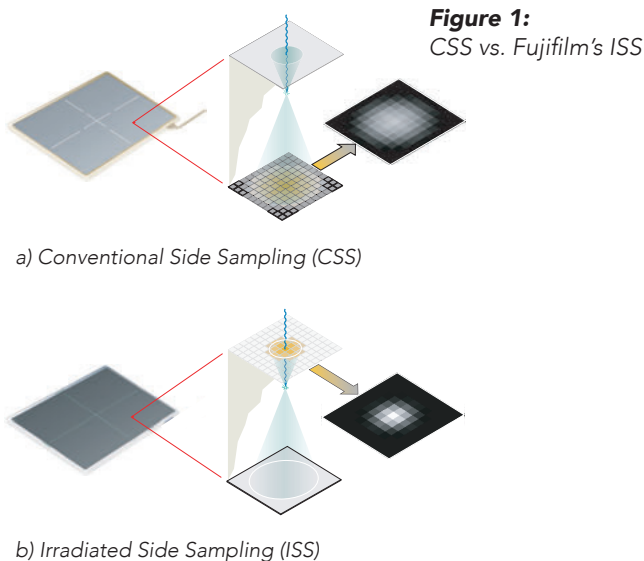 Figure 1:
CSS vs. Fujifilm's ISS
a) Conventional Side Sampling (CSS)
b) Irradiated Side Sampling (ISS)